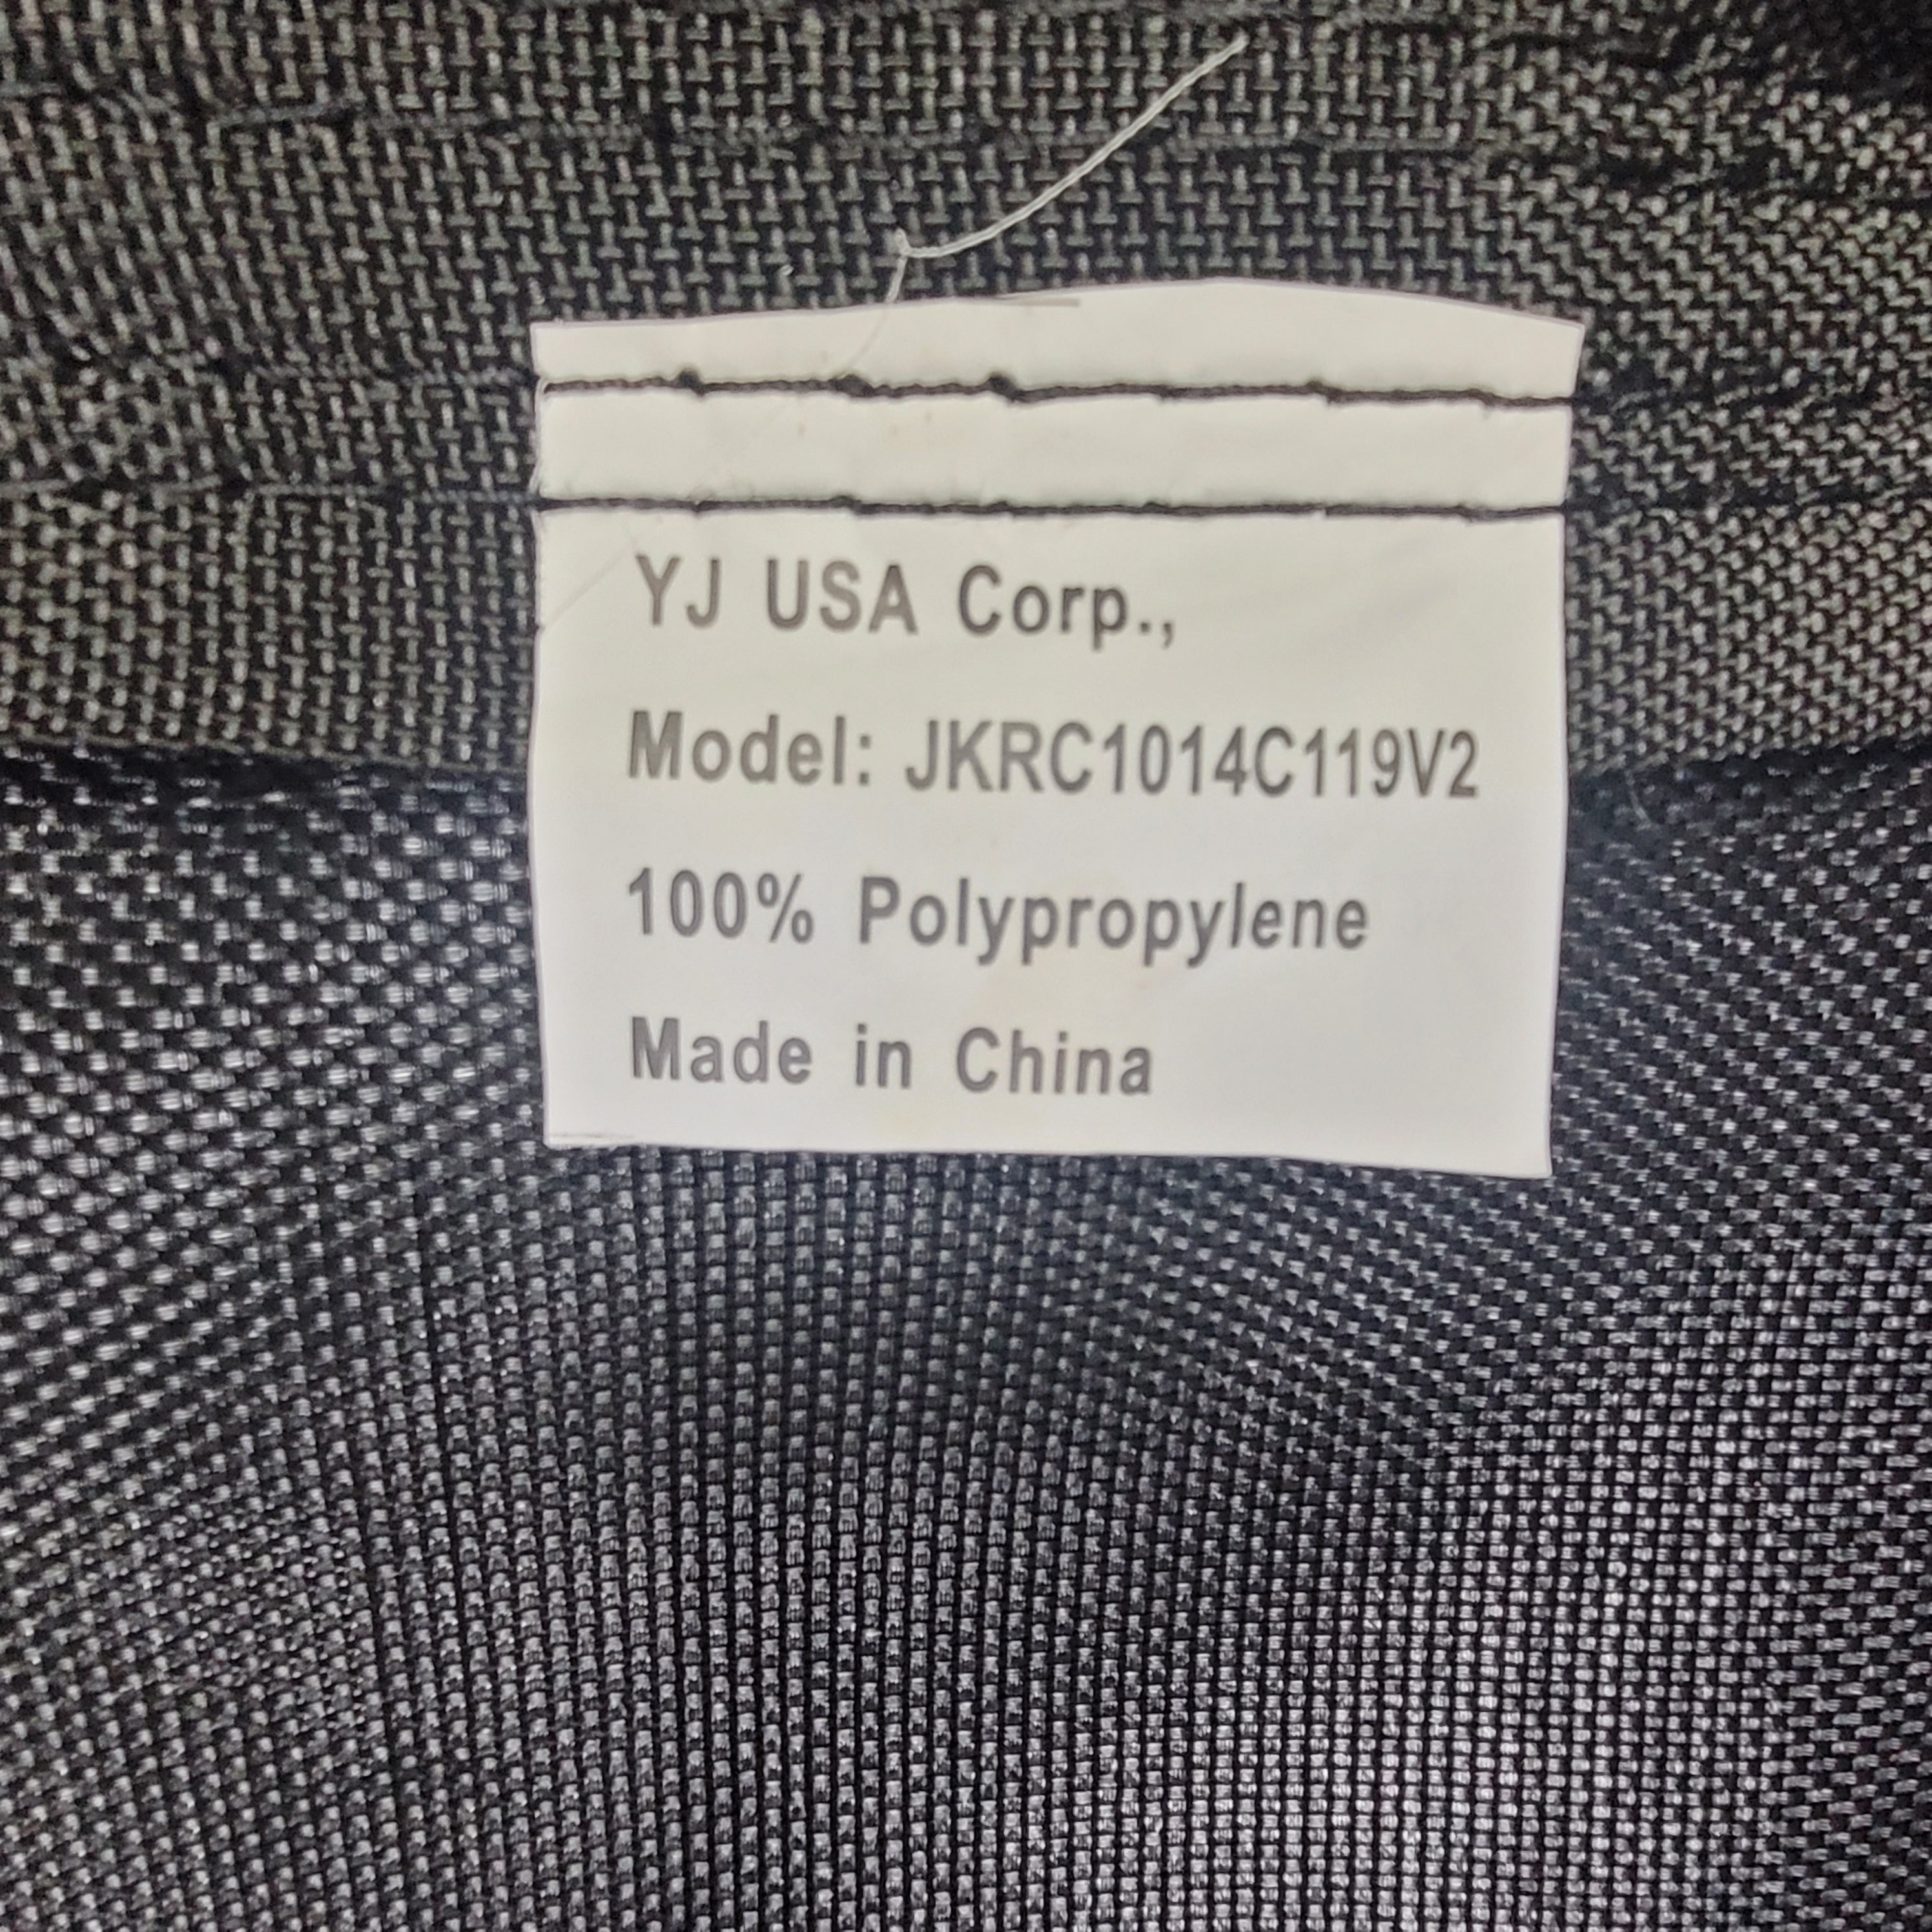 YJ USA Corp.,
Model: JKRC1014C119V2
100% Polypropylene
Made in China